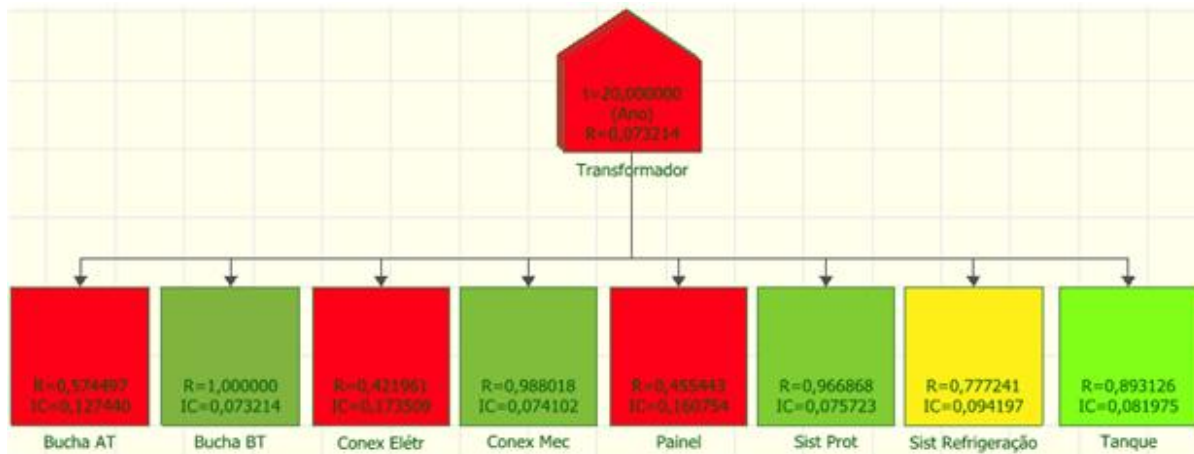 t=20,000000
(Ano)
R=0,073214
Transformador
R=0,574497
IC=0,127440
Bucha AT
R=1,000000
IC=0,073214
Bucha BT
R=0,421961
IC=0,173509
Conex Elétr
R=0,988018
IC=0,074102
Conex Mec
R=0,455443
IC=0,160754
Painel
R=0,966868
IC=0,075723
Sist Prot
R=0,777241
IC=0,094197
Sist Refrigeração
R=0,893126
IC=0,081975
Tanque